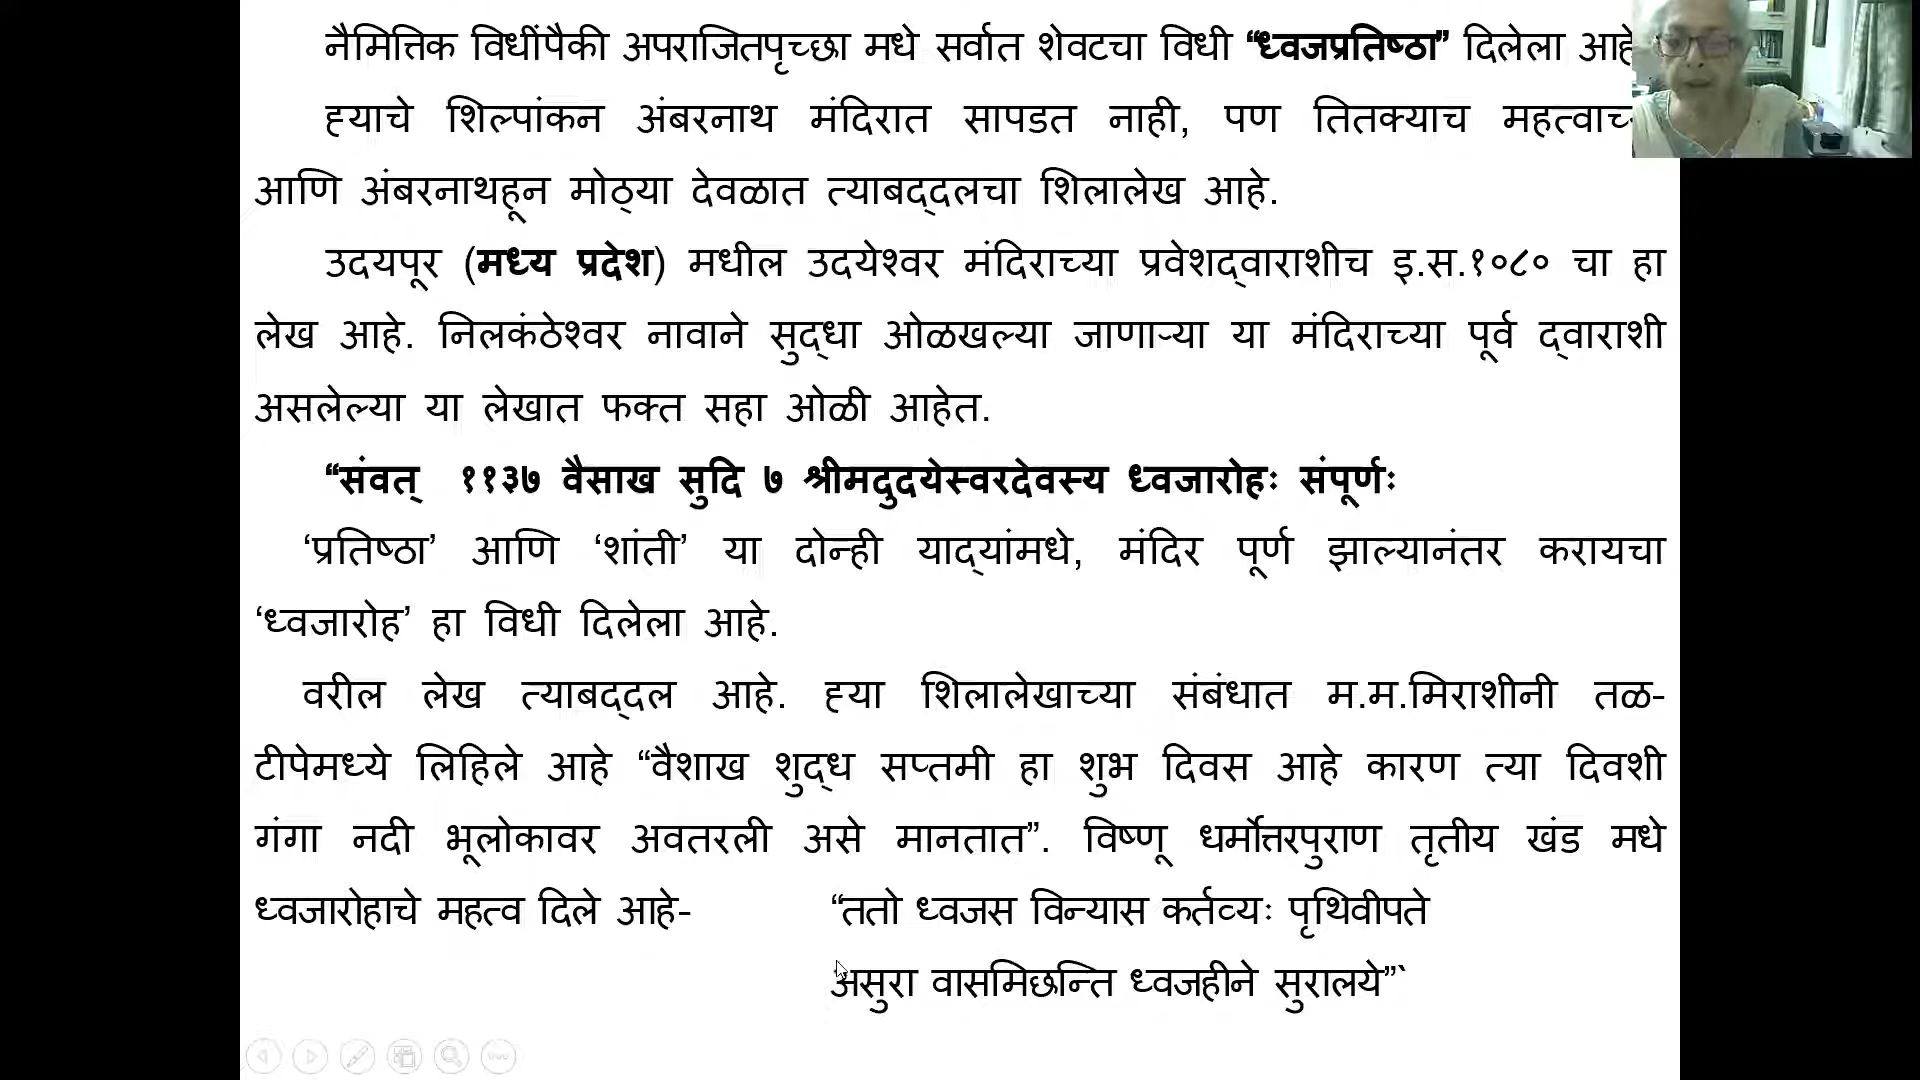 नैमित्तिक विधींपैकी अपराजितपृच्छा मधे सर्वात शेवटचा विधी “ध्वजप्रतिष्ठा” दिलेला आहे
ह्याचे शिल्पांकन अंबरनाथ मंदिरात सापडत नाही, पण तितक्याच
आणि अंबरनाथहून मोठ्या देवळात त्याबद्दलचा शिलालेख आहे.
उदयपूर (मध्य प्रदेश) मधील उदयेश्वर मंदिराच्या प्रवेशद्वाराशीच इ.स.१०८० चा हा
लेख आहे. निलकंठेश्वर नावाने सुद्धा ओळखल्या जाणाऱ्या या मंदिराच्या पूर्व द्वाराशी
असलेल्या या लेखात फक्त सहा ओळी आहेत.
“संवत् ११३७ वैसाख सुदि ७ श्रीमदुदयेस्वरदेवस्य ध्वजारोहः संपूर्णः
‘प्रतिष्ठा’ आणि ‘शांती’ या दोन्ही याद्यांमधे, मंदिर पूर्ण झाल्यानंतर करायचा
‘ध्वजारोह’ हा विधी दिलेला आहे.
वरील लेख त्याबद्दल आहे. ह्या शिलालेखाच्या संबंधात म.म.मिराशीनी तळ-
टीपेमध्ये लिहिले आहे “वैशाख शुद्ध सप्तमी हा शुभ दिवस आहे कारण त्या दिवशी
गंगा नदी भूलोकावर अवतरली असे मानतात”. विष्णू धर्मोत्तरपुराण तृतीय खंड मधे
ध्वजारोहाचे महत्व दिले आहे- “ततो ध्वजस विन्यास कर्तव्यः पृथिवीपते
असुरा वासमिछन्ति ध्वजहीने सुरालये”`